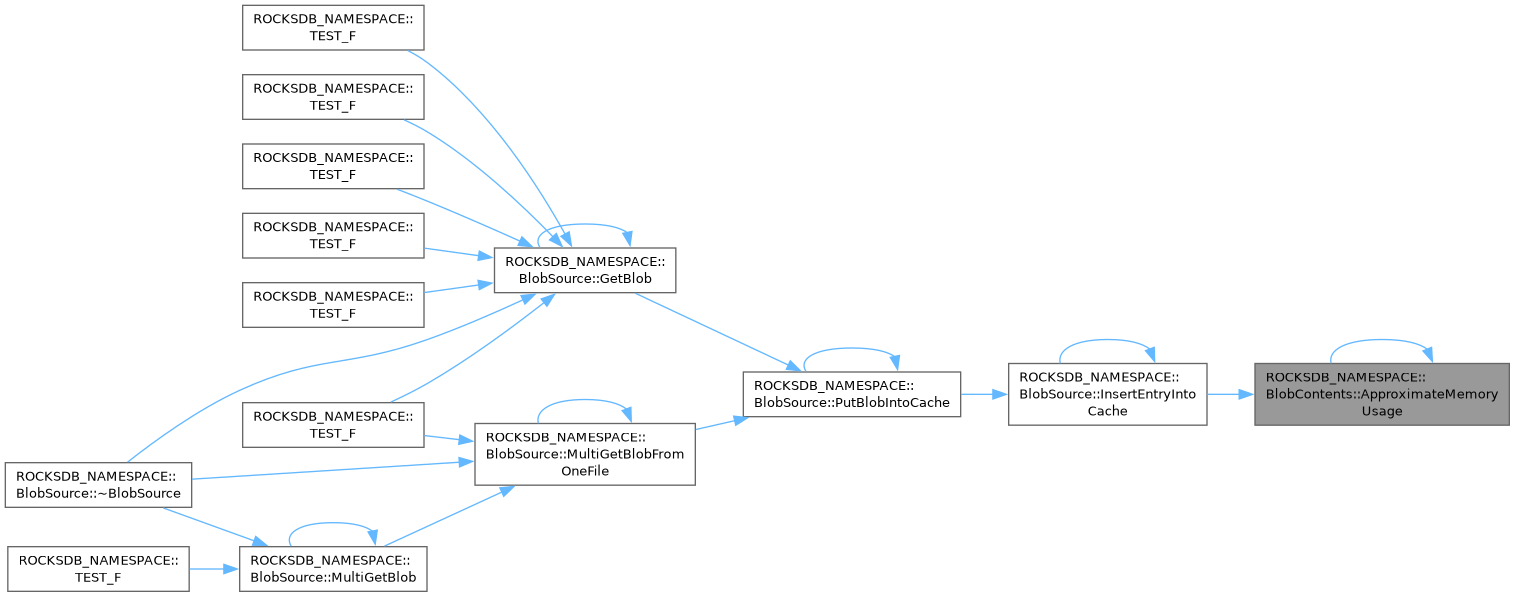 ROCKSDB_NAMESPACE::
TEST_F
ROCKSDB_NAMESPACE::
TEST_F
ROCKSDB_NAMESPACE::
TEST_F
ROCKSDB_NAMESPACE::
TEST_F
ROCKSDB_NAMESPACE::
BlobSource::GetBlob
ROCKSDB_NAMESPACE::
TEST_F
ROCKSDB_NAMESPACE::
BlobSource::PutBlobIntoCache
ROCKSDB_NAMESPACE::
BlobSource::InsertEntryInto
Cache
ROCKSDB_NAMESPACE::
BlobContents::ApproximateMemory
Usage
ROCKSDB_NAMESPACE::
TEST_F
ROCKSDB_NAMESPACE::
BlobSource::MultiGetBlobFrom
OneFile
ROCKSDB_NAMESPACE::
BlobSource::~BlobSource
ROCKSDB_NAMESPACE::
TEST_F
ROCKSDB_NAMESPACE::
BlobSource::MultiGetBlob